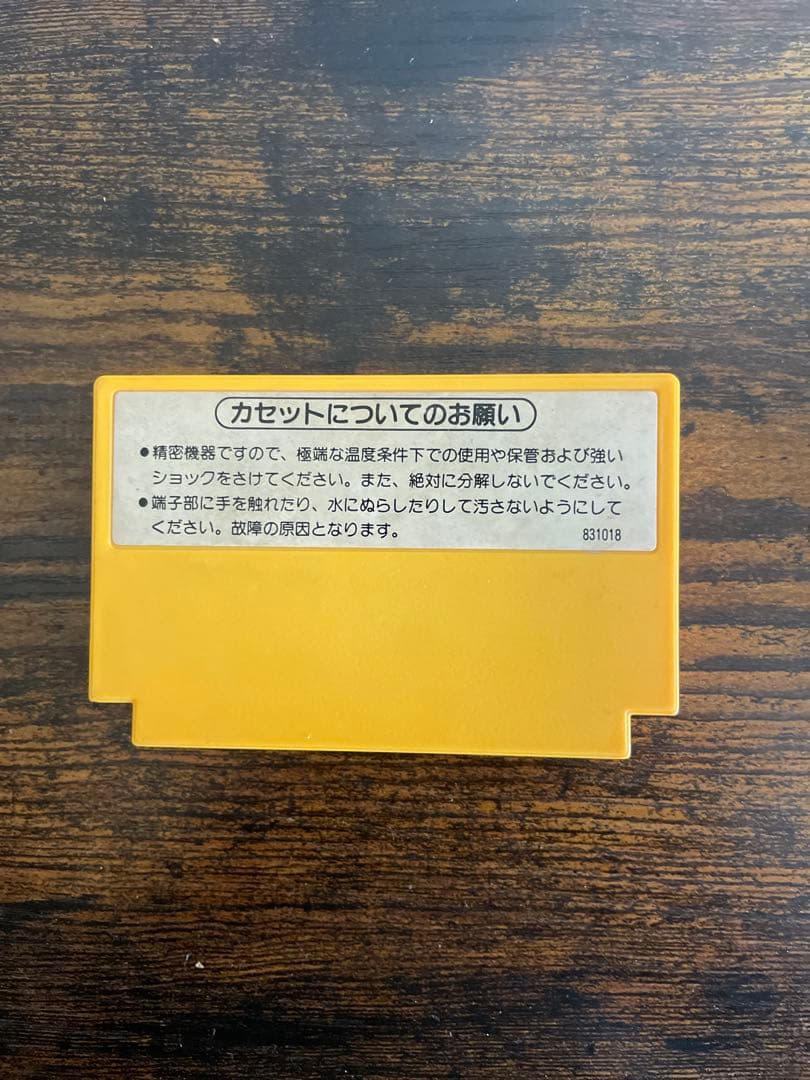 カセットについてのお願い
●精密機器ですので、極端な温度条件下での使用や保管および強い
ショックをさけてください。また、絶対に分解しないでください。
●端子部に手を触れたり、水にぬらしたりして汚さないようにして
ください。故障の原因となります。 831018